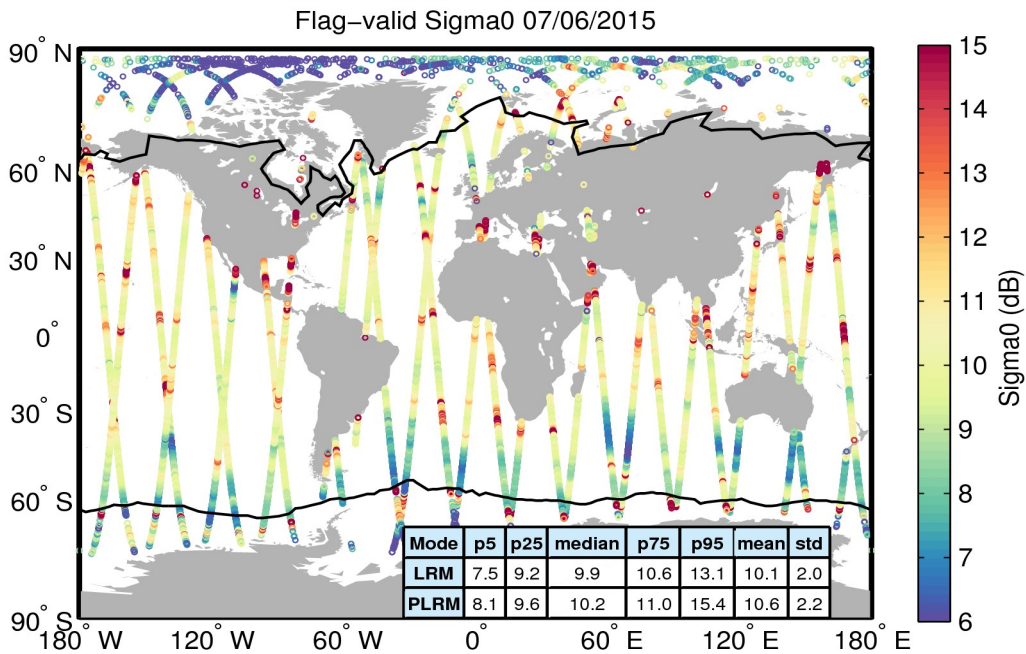 Flag−valid Sigma0 07/06/2015
90° N
60° N
30° N
0°
30° S
60° S
90° S
180° W
120° W
60° W
0°
60° E
120° E
180° E
15
14
13
12
11
10
9
8
7
6
Sigma0 (dB)
Mode p5 p25 median p75 p95 mean std
LRM 7.5 9.2 9.9 10.6 13.1 10.1 2.0
PLRM 8.1 9.6 10.2 11.0 15.4 10.6 2.2